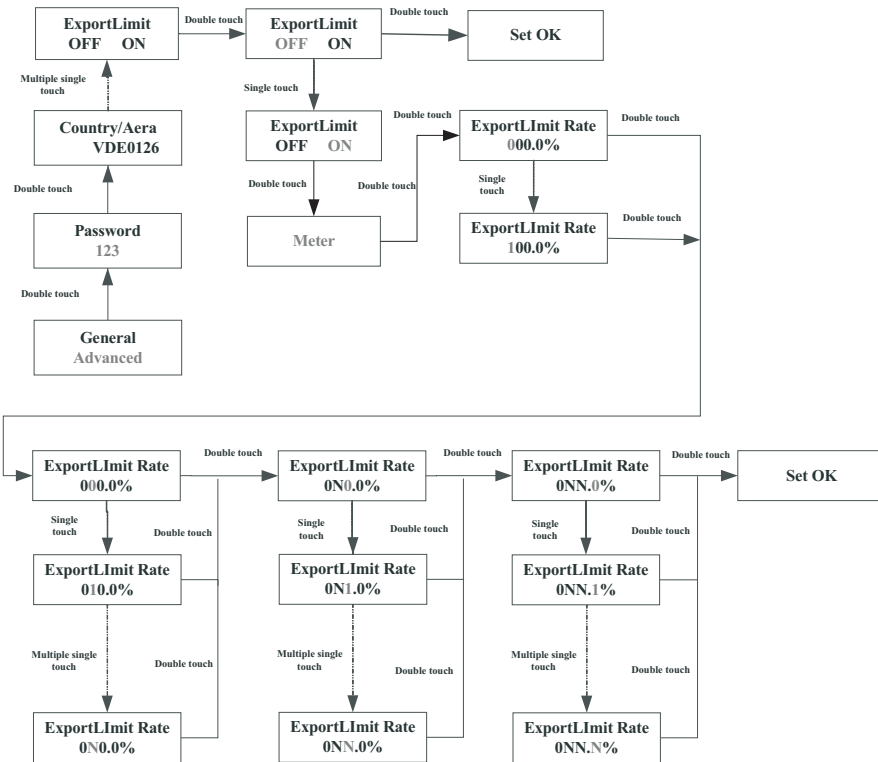 ExportLimit
OFF ON
Double touch
ExportLimit
OFF ON
Double touch
Set OK
Multiple single
touch
Single touch
Country/Aera
VDE0126
ExportLimit
OFF ON
Double touch
ExportLImit Rate
000.0%
Double touch
Double touch
Double touch
Double touch
Single
touch
Password
123
Meter
ExportLImit Rate
100.0%
Double touch
Double touch
General
Advanced
ExportLImit Rate
000.0%
Double touch
ExportLImit Rate
0N0.0%
Double touch
ExportLImit Rate
0NN.0%
Double touch
Set OK
Single
touch
Double touch
Single
touch
Double touch
Single
touch
Double touch
ExportLImit Rate
010.0%
ExportLImit Rate
0N1.0%
ExportLImit Rate
0NN.1%
Multiple single
touch
Double touch
Multiple single
touch
Double touch
Multiple single
touch
Double touch
ExportLImit Rate
0N0.0%
ExportLImit Rate
0NN.0%
ExportLImit Rate
0NN.N%